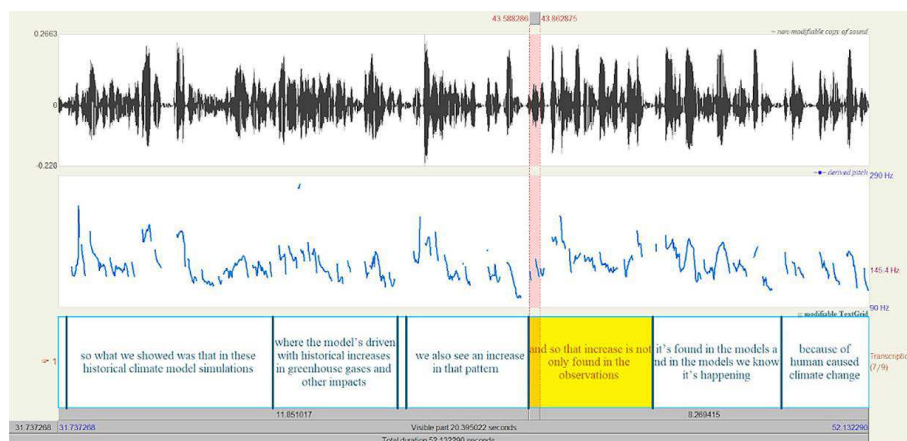 43.588286 43.862875
0.2663
~ non-modifiable copy of sound
0
-0.228
derived pitch
290 Hz
145.4 Hz
90 Hz
modifiable TextGrid
1
so what we showed was that in these
historical climate model simulations
where the model's driven
with historical increases
in greenhouse gases and
other impacts
we also see an increase
in that pattern
and so that increase is not
only found in the
observations
it's found in the models a
nd in the models we know
it's happening
because of
human caused
climate change
Transcription
(7/9)
11.851017
8.269415
31.737268 31.737268
Visible part 20.395022 seconds
52.132290
Total duration 52.132290 seconds